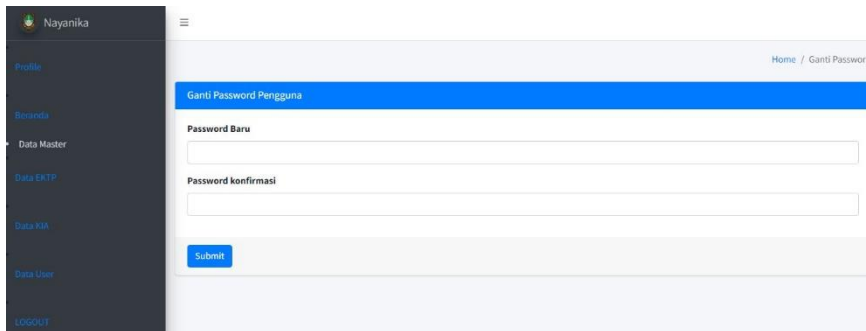 Nayanika
Profile
Beranda
Data Master
Data EKTP
Data KIA
Data User
LOGOUT
Home / Ganti Passwor
Ganti Password Pengguna
Password Baru
Password konfirmasi
Submit